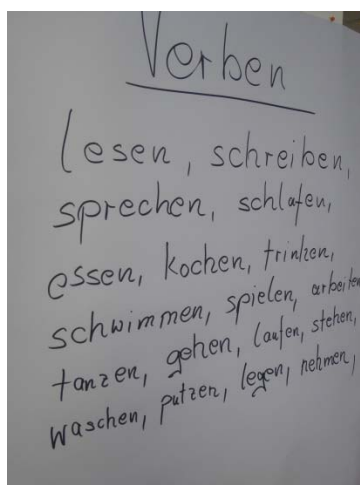 Verben
lesen, schreiben,
sprechen, schlafen,
essen, kochen, trinken,
schwimmen, spielen, arbeiten
tanzen, gehen, laufen, stehen,
waschen, putzen, legen, nehmen,